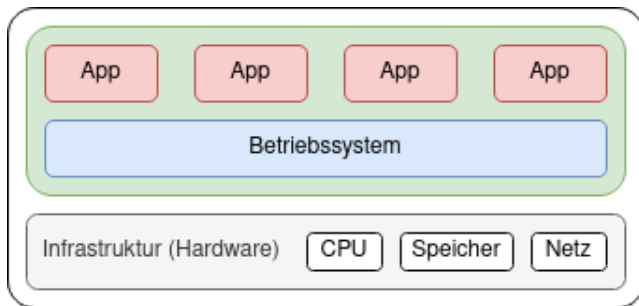 App App App App
Betriebssystem
Infrastruktur (Hardware) CPU Speicher Netz